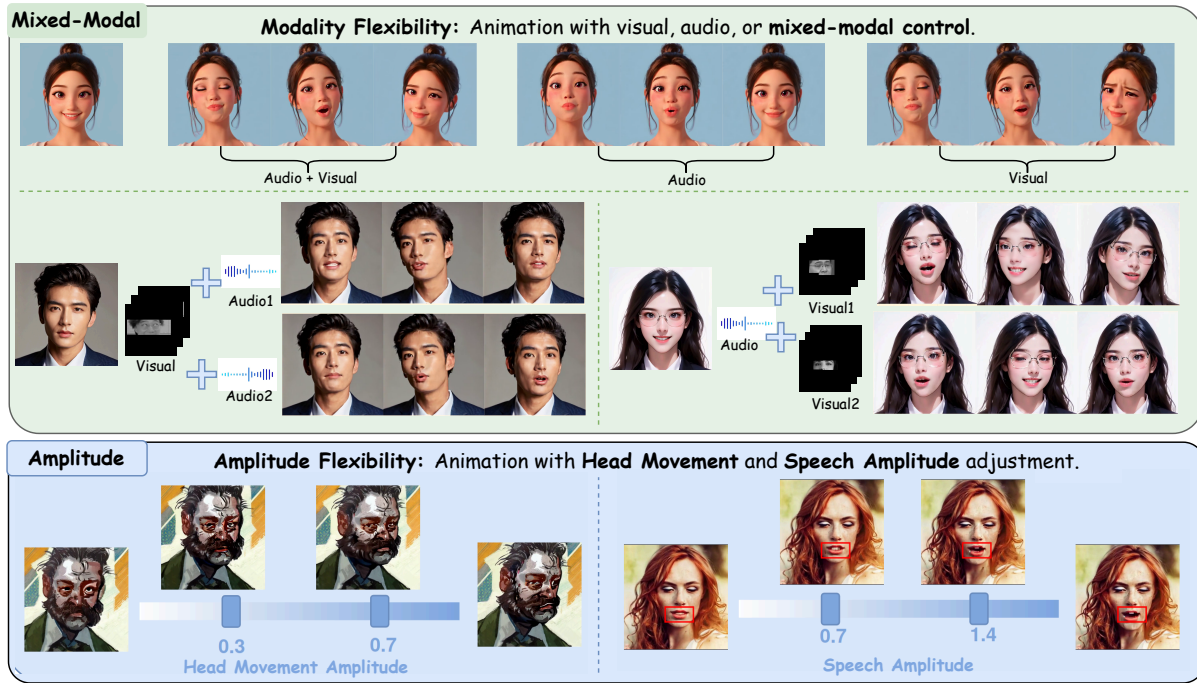 Mixed-Modal
Modality Flexibility: Animation with visual, audio, or mixed-modal control.
Audio + Visual
Audio
Visual
Visual
Audio1
Audio2
Audio
Visual1
Visual2
Amplitude
Amplitude Flexibility: Animation with Head Movement and Speech Amplitude adjustment.
0.3
0.7
Head Movement Amplitude
0.7
1.4
Speech Amplitude